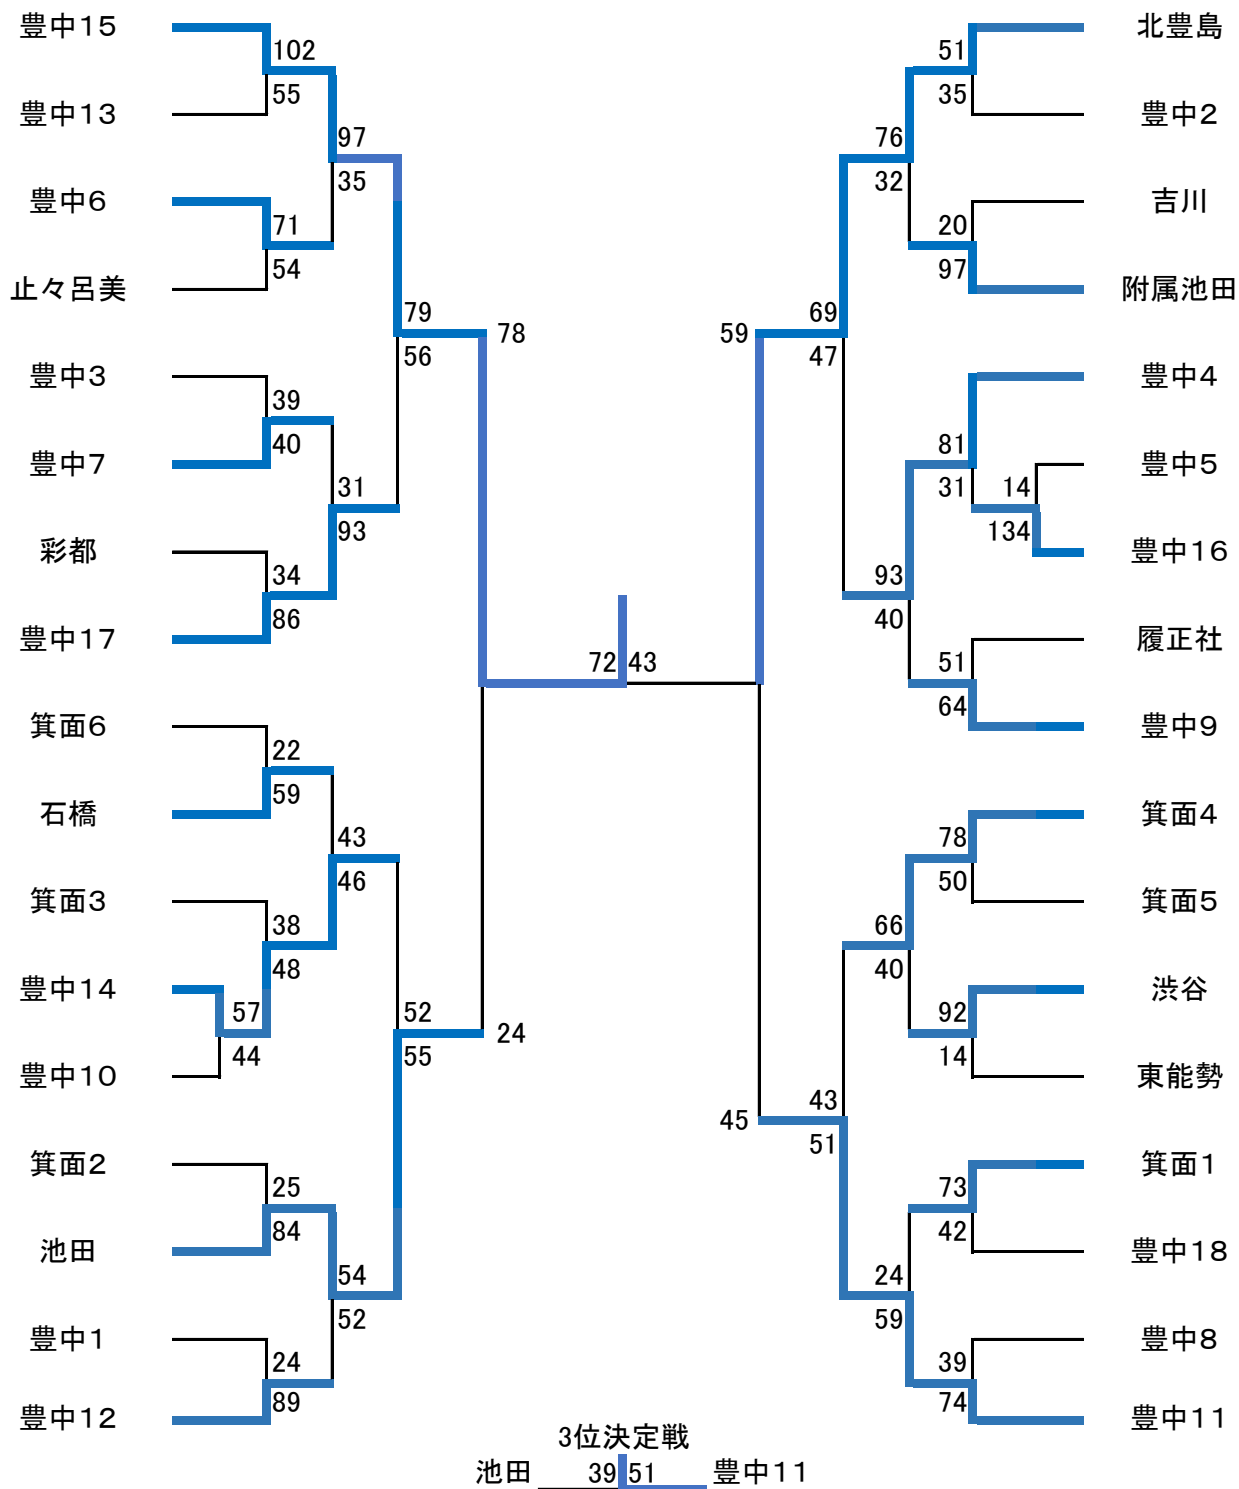 豊中15
102
55
豊中13
97
35
豊中6
71
54
止々呂美
79
56
78
豊中3
39
40
豊中7
31
93
彩都
34
86
豊中17
箕面6
22
59
石橋
43
46
箕面3
38
48
豊中14
57
44
豊中10
52
55
24
箕面2
25
84
池田
54
52
豊中1
24
89
豊中12
72 43
北豊島
51
35
豊中2
76
32
吉川
20
97
附属池田
69
47
59
豊中4
81
31
豊中5
14
134
豊中16
93
40
履正社
51
64
豊中9
箕面4
78
50
箕面5
66
40
渋谷
92
14
東能勢
43
51
45
箕面1
73
42
豊中18
24
59
豊中8
39
74
豊中11
3位決定戦
池田 39 51 豊中11